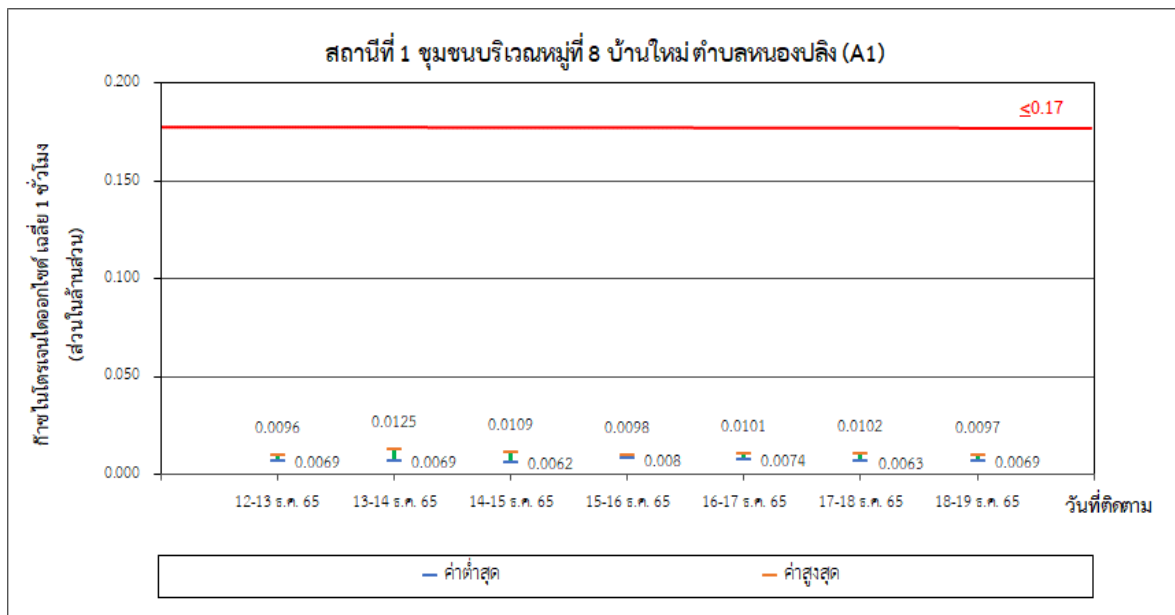 สถานีที่ 1 ชุมชนบริเวณหมู่ที่ 8 บ้านใหม่ ตำบลหนองปลิง (A1)
ก๊าซไนโตรเจนไดออกไซด์ เฉลี่ย 1 ชั่วโมง
(ส่วนในล้านส่วน)
0.200
≤0.17
0.150
0.100
0.050
0.0096 0.0125 0.0109 0.0098 0.0101 0.0102 0.0097
0.0069 0.0069 0.0062 0.008 0.0074 0.0063 0.0069
0.000
12-13 ธ.ค. 65 13-14 ธ.ค. 65 14-15 ธ.ค. 65 15-16 ธ.ค. 65 16-17 ธ.ค. 65 17-18 ธ.ค. 65 18-19 ธ.ค. 65 วันที่ติดตาม
ค่าต่ำสุด ค่าสูงสุด